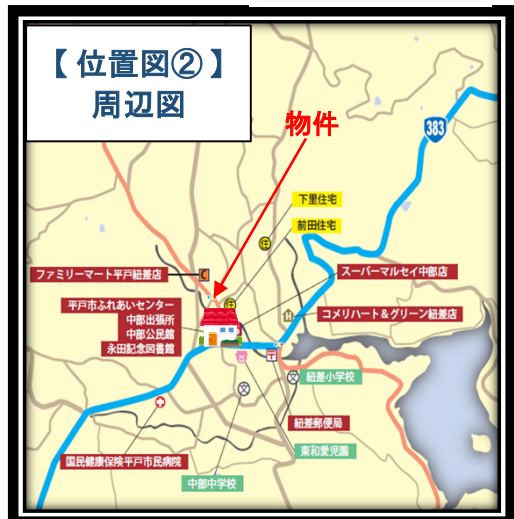 【 位置図② 】
周辺図
物件
383
下里住宅
住
前田住宅
住
ファミリーマート平戸紐差店
スーパーマルセイ中部店
平戸市ふれあいセンター
中部出張所
中部公民館
永田記念図書館
コメリハート＆グリーン紐差店
〒
文
紐差小学校
文
紐差郵便局
東和愛児園
国民健康保険平戸市民病院
中部中学校